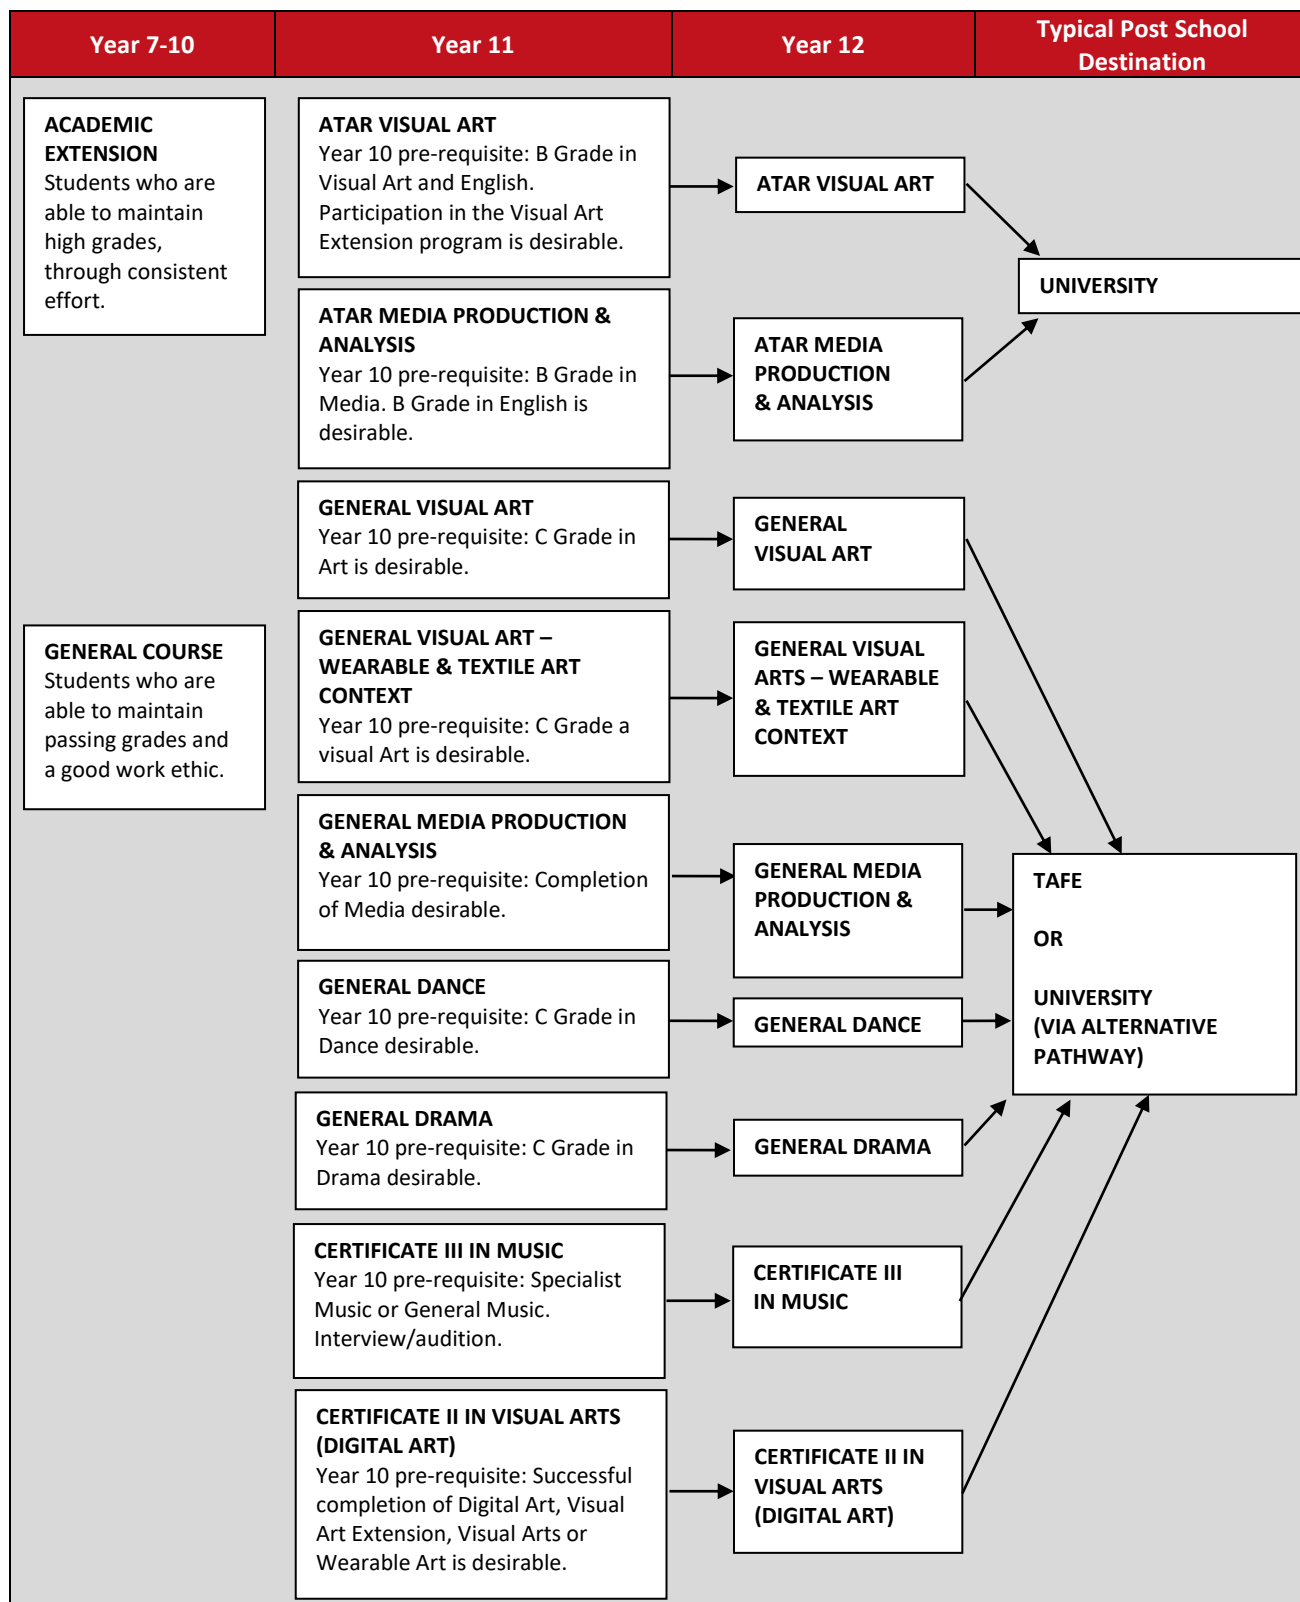 Year 7-10
Year 11
Year 12
Typical Post School
Destination
ACADEMIC
EXTENSION
Students who are
able to maintain
high grades,
through consistent
effort.
ATAR VISUAL ART
Year 10 pre-requisite: B Grade in
Visual Art and English.
Participation in the Visual Art
Extension program is desirable.
ATAR VISUAL ART
UNIVERSITY
ATAR MEDIA PRODUCTION &
ANALYSIS
Year 10 pre-requisite: B Grade in
Media. B Grade in English is
desirable.
ATAR MEDIA
PRODUCTION
& ANALYSIS
GENERAL VISUAL ART
Year 10 pre-requisite: C Grade in
Art is desirable.
GENERAL
VISUAL ART
GENERAL COURSE
Students who are
able to maintain
passing grades and
a good work ethic.
GENERAL VISUAL ART –
WEARABLE & TEXTILE ART
CONTEXT
Year 10 pre-requisite: C Grade a
visual Art is desirable.
GENERAL VISUAL
ARTS – WEARABLE
& TEXTILE ART
CONTEXT
GENERAL MEDIA PRODUCTION
& ANALYSIS
Year 10 pre-requisite: Completion
of Media desirable.
GENERAL MEDIA
PRODUCTION &
ANALYSIS
TAFE
OR
UNIVERSITY
(VIA ALTERNATIVE
PATHWAY)
GENERAL DANCE
Year 10 pre-requisite: C Grade in
Dance desirable.
GENERAL DANCE
GENERAL DRAMA
Year 10 pre-requisite: C Grade in
Drama desirable.
GENERAL DRAMA
CERTIFICATE III IN MUSIC
Year 10 pre-requisite: Specialist
Music or General Music.
Interview/audition.
CERTIFICATE III
IN MUSIC
CERTIFICATE II IN VISUAL ARTS
(DIGITAL ART)
Year 10 pre-requisite: Successful
completion of Digital Art, Visual
Art Extension, Visual Arts or
Wearable Art is desirable.
CERTIFICATE II IN
VISUAL ARTS
(DIGITAL ART)